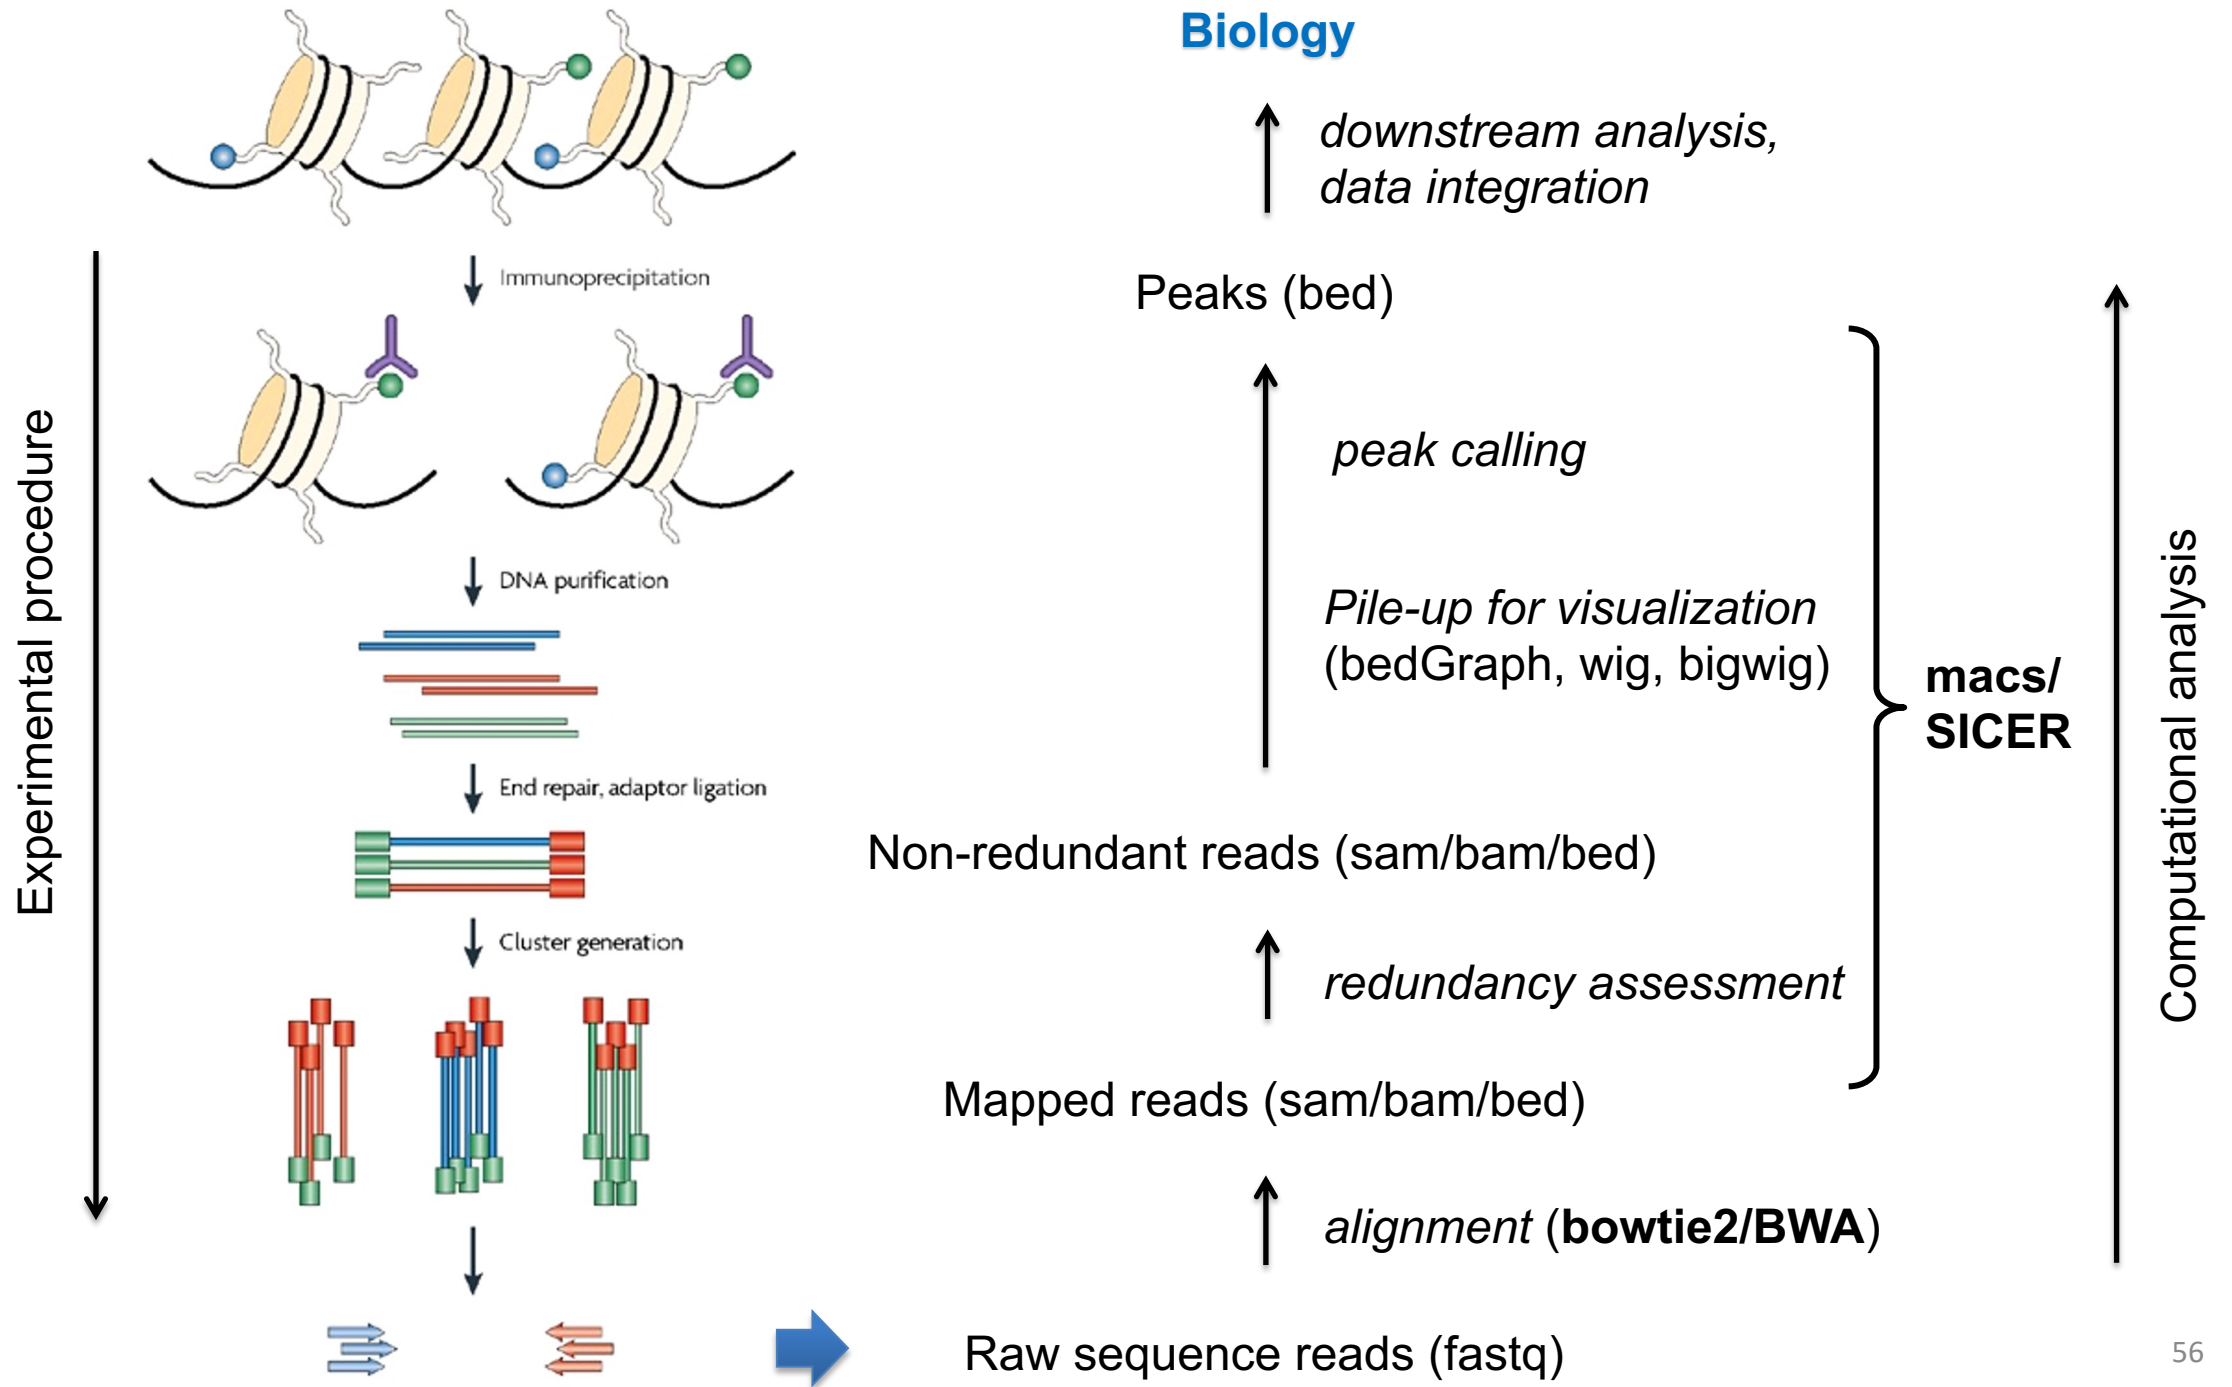 Experimental procedure
Immunoprecipitation
DNA purification
End repair, adaptor ligation
Cluster generation
Biology
downstream analysis,
data integration
Peaks (bed)
peak calling
Pile-up for visualization
(bedGraph, wig, bigwig)
macs/
SICER
Non-redundant reads (sam/bam/bed)
redundancy assessment
Mapped reads (sam/bam/bed)
alignment (bowtie2/BWA)
Raw sequence reads (fastq)
Computational analysis
56